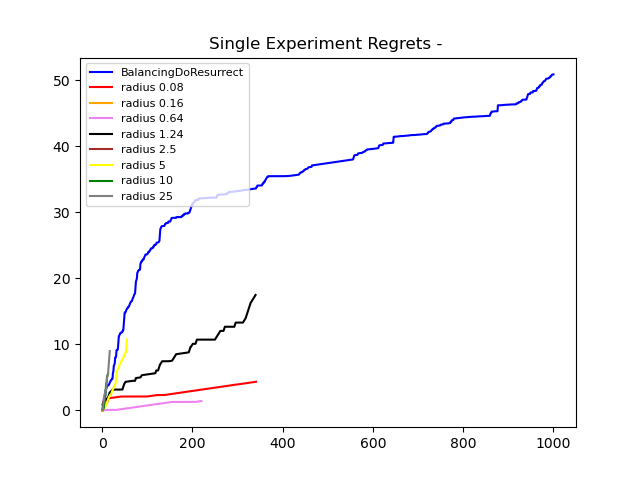 Single Experiment Regrets -
BalancingDoResurrect
radius 0.08
radius 0.16
radius 0.64
radius 1.24
radius 2.5
radius 5
radius 10
radius 25
50
40
30
20
10
0
0 200 400 600 800 1000